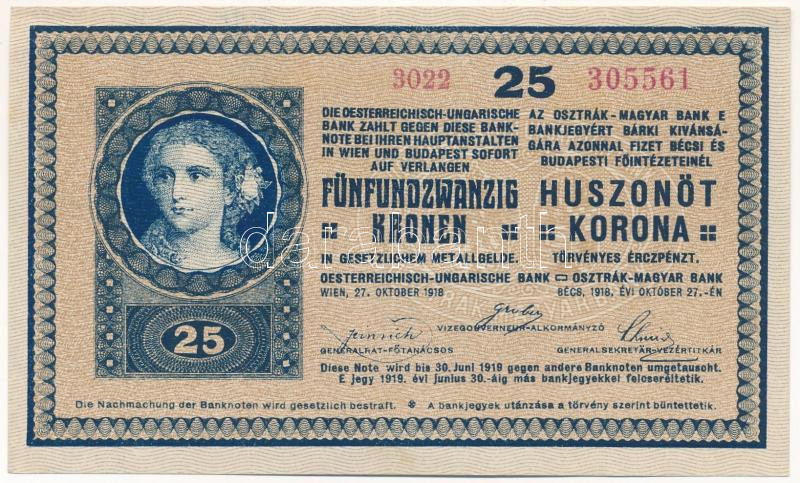 3022 25 305561
DIE OESTERREICHISCH-UNGARISCHE
BANK ZAHLT GEGEN DIESE BANK-
NOTE BEI IHREN HAUPTANSTALTEN
IN WIEN UND BUDAPEST SOFORT
AUF VERLANGEN
FÜNFUNDZWANZIG
KRONEN
IN GESETZLICHEM METALLGELDE.
OESTERREICHISCH-UNGARISCHE BANK
WIEN, 27. OKTOBER 1918
AZ OSZTRÁK-MAGYAR BANK E
BANKJEGYÉRT BÁRKI KIVÁNSÁ-
GÁRA AZONNAL FIZET BÉCSI ÉS
BUDAPESTI FŐINTÉZETEINÉL
HUSZONÖT
KORONA
TÖRVÉNYES ÉRCZPÉNZT.
OSZTRÁK-MAGYAR BANK
BÉCS, 1918. ÉVI OKTÓBER 27.-ÉN
Gruber
VIZEGOUVERNEUR-ALKORMÁNYZÓ
GENERALRAT-FŐTANÁCSOS
GENERALSEKRETÄR-VEZÉRTITKÁR
25
Diese Note wird bis 30. Juni 1919 gegen andere Banknoten umgetauscht.
E jegy 1919. évi junius 30.-áig más bankjegyekkel felcseréltetik.
Die Nachmachung der Banknoten wird gesetzlich bestraft. A bankjegyek utánzása a törvény szerint büntettetik.
darabanth